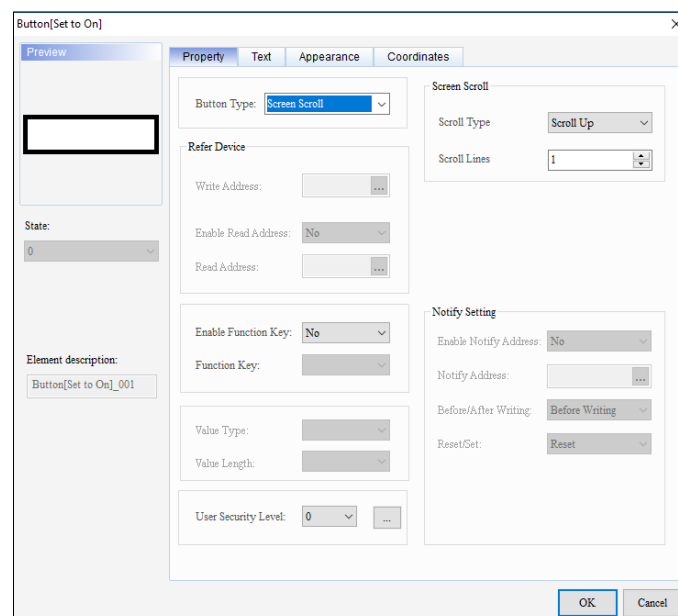 Button[Set to On]
Preview
State:
0
Element description:
Button[Set to On]_001
Property Text Appearance Coordinates
Button Type: Screen Scroll
Refer Device
Write Address: ...
Enable Read Address: No
Read Address: ...
Enable Function Key: No
Function Key:
Value Type:
Value Length:
User Security Level: 0 ...
Screen Scroll
Scroll Type Scroll Up
Scroll Lines 1
Notify Setting
Enable Notify Address: No
Notify Address: ...
Before/After Writing: Before Writing
Reset/Set: Reset
OK Cancel